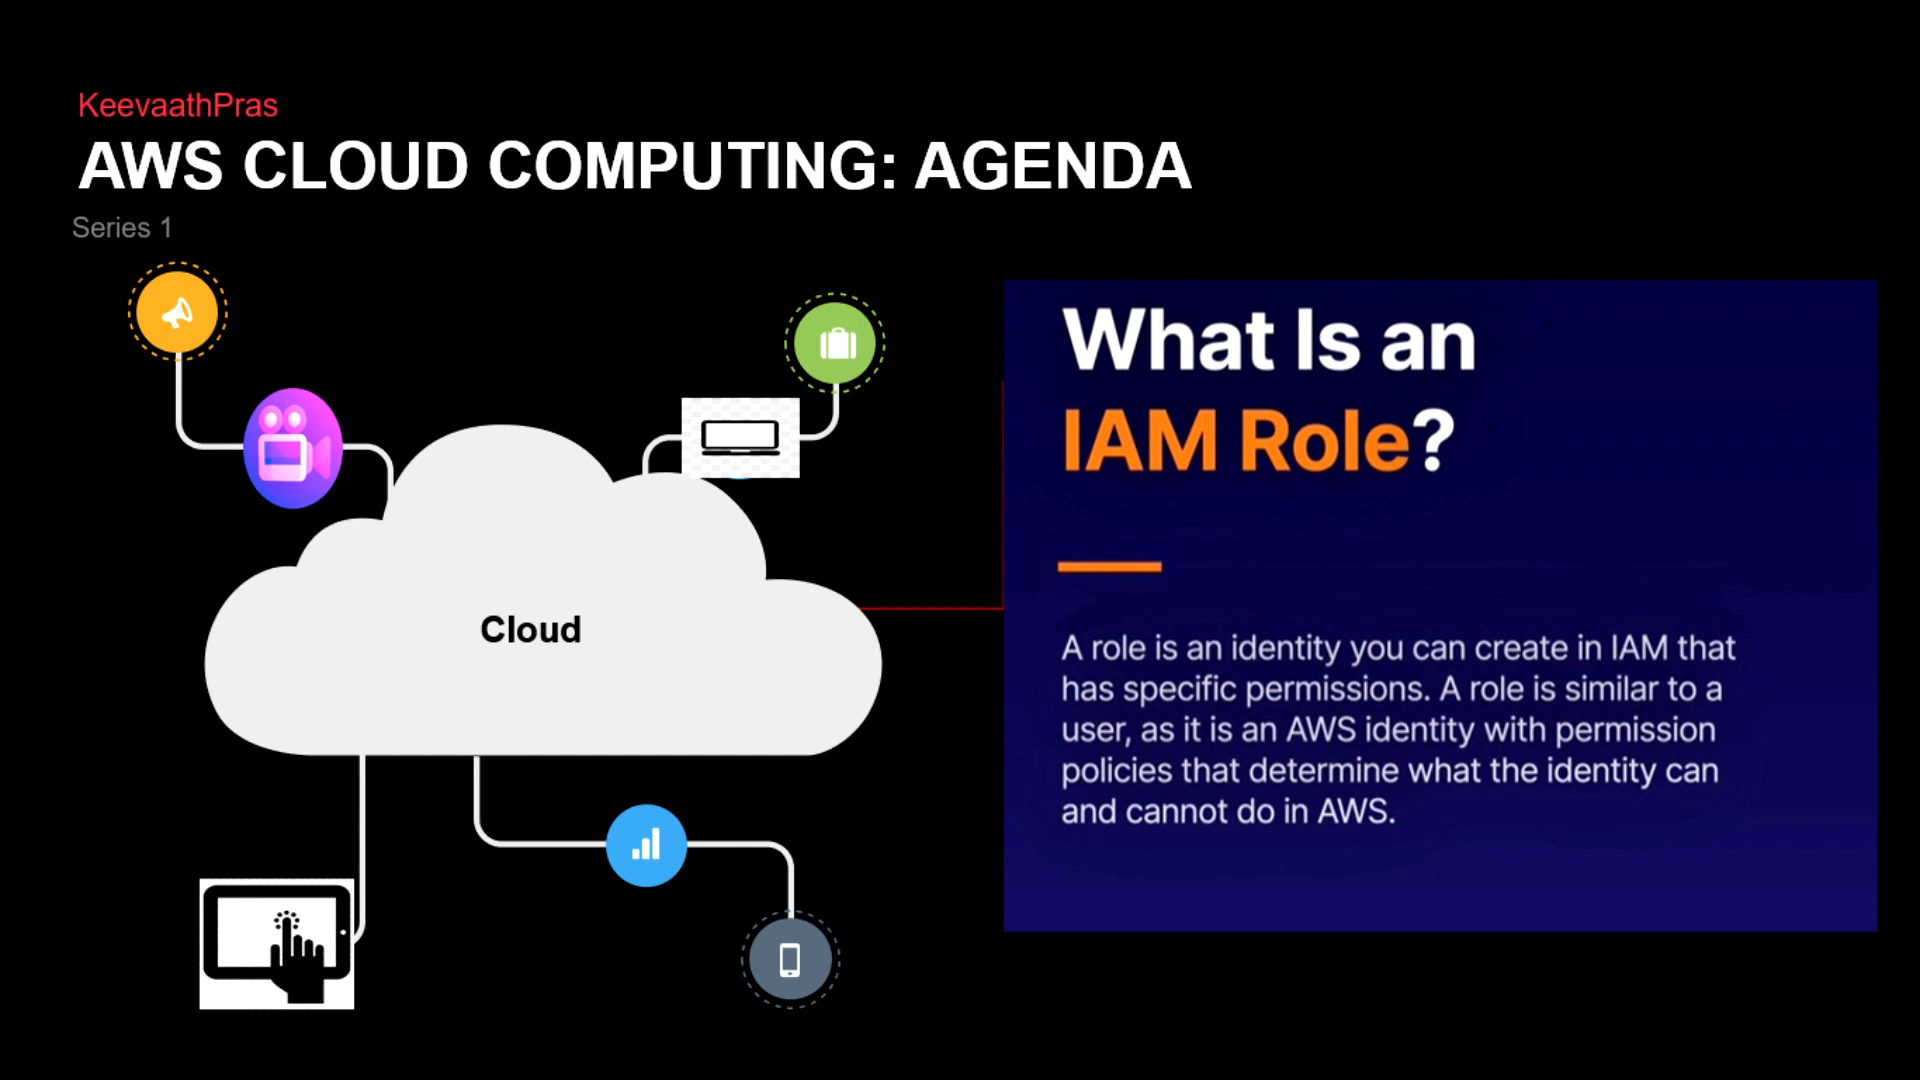 KeevaathPras
AWS CLOUD COMPUTING: AGENDA
Series 1
Cloud
What Is an
IAM Role?
A role is an identity you can create in IAM that
has specific permissions. A role is similar to a
user, as it is an AWS identity with permission
policies that determine what the identity can
and cannot do in AWS.